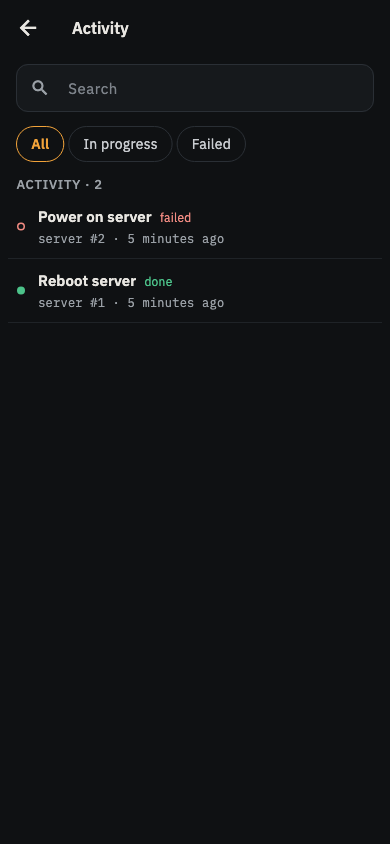 Activity
Search
All
In progress
Failed
ACTIVITY · 2
Power on server failed
server #2 · 5 minutes ago
Reboot server done
server #1 · 5 minutes ago